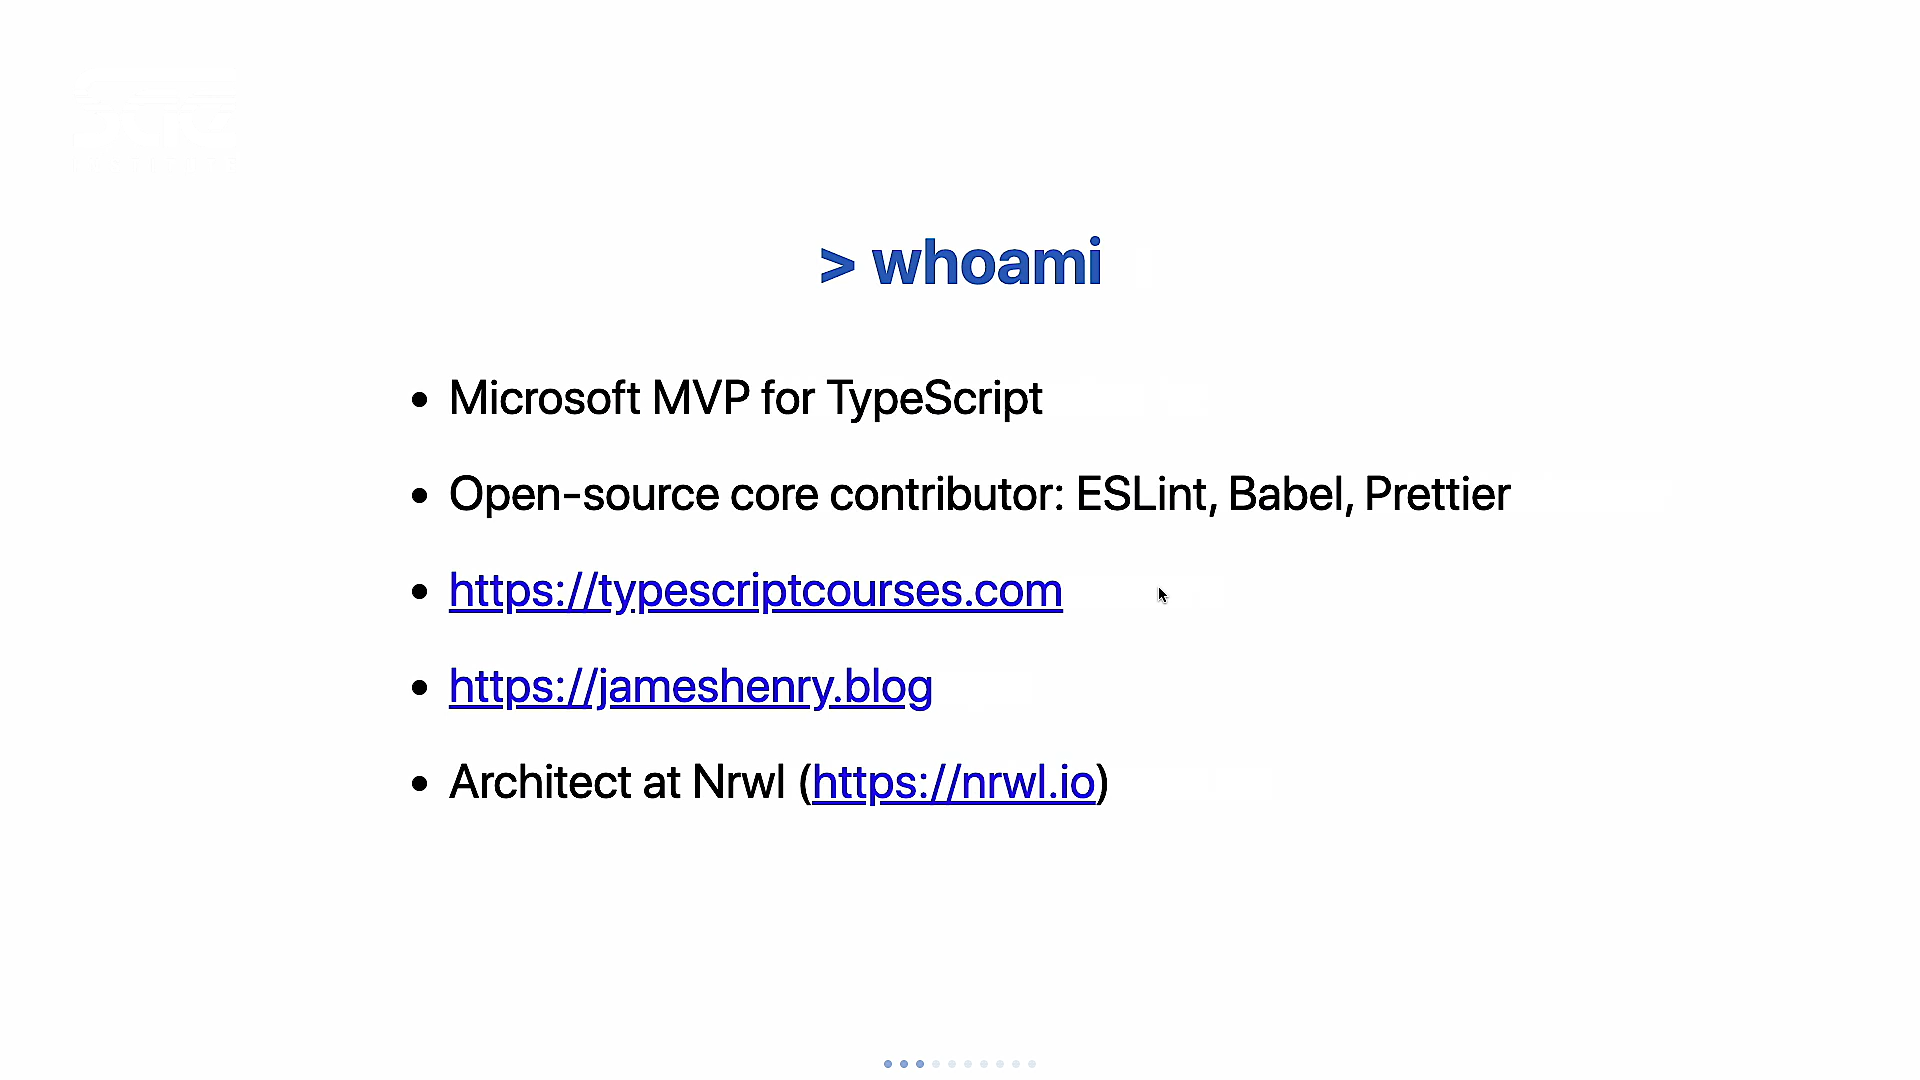 > whoami
• Microsoft MVP for TypeScript
• Open-source core contributor: ESLint, Babel, Prettier
• https://typescriptcourses.com
• https://jameshenry.blog
• Architect at Nrwl (https://nrwl.io)